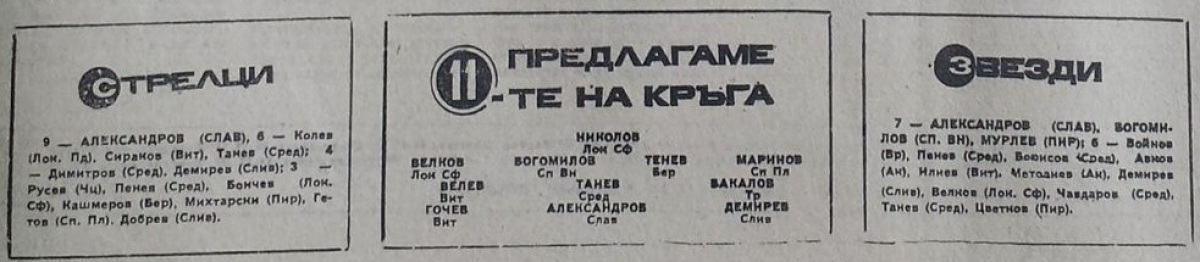 СТРЕЛЦИ
9 — АЛЕКСАНДРОВ (СЛАВ), 6 — Колев
(Лок. Пд), Сираков (Вит), Танев (Сред); 4
— Димитров (Сред), Демирев (Слив); 3 —
Русев (Чц), Пенев (Сред), Бончев (Лок.
Сф), Кашмеров (Бер), Михтарски (Пир), Ге-
тов (Сп. Пл), Добрев (Слив).
ПРЕДЛАГАМЕ
11-ТЕ НА КРЪГА
НИКОЛОВ
Лок Сф
ВЕЛКОВ БОГОМИЛОВ ТЕНЕВ МАРИНОВ
Лок Сф Сп Вн Бер Сп Пл
ВЕЛЕВ ТАНЕВ ВАКАЛОВ
Вит Сред Тр
ГОЧЕВ АЛЕКСАНДРОВ ДЕМИРЕВ
Вит Слав Слив
ЗВЕЗДИ
7 — АЛЕКСАНДРОВ (СЛАВ), БОГОМИ-
ЛОВ (СП. ВН), МУРЛЕВ (ПИР); 6 — Войнов
(Вр), Пенев (Сред), Борисов (Сред),
(Ак), Илиев (Вит), Методиев (Ак), Демирев
(Слив), Велков (Лок. Сф), Чавдаров (Сред),
Танев (Сред), Цветков (Пир).